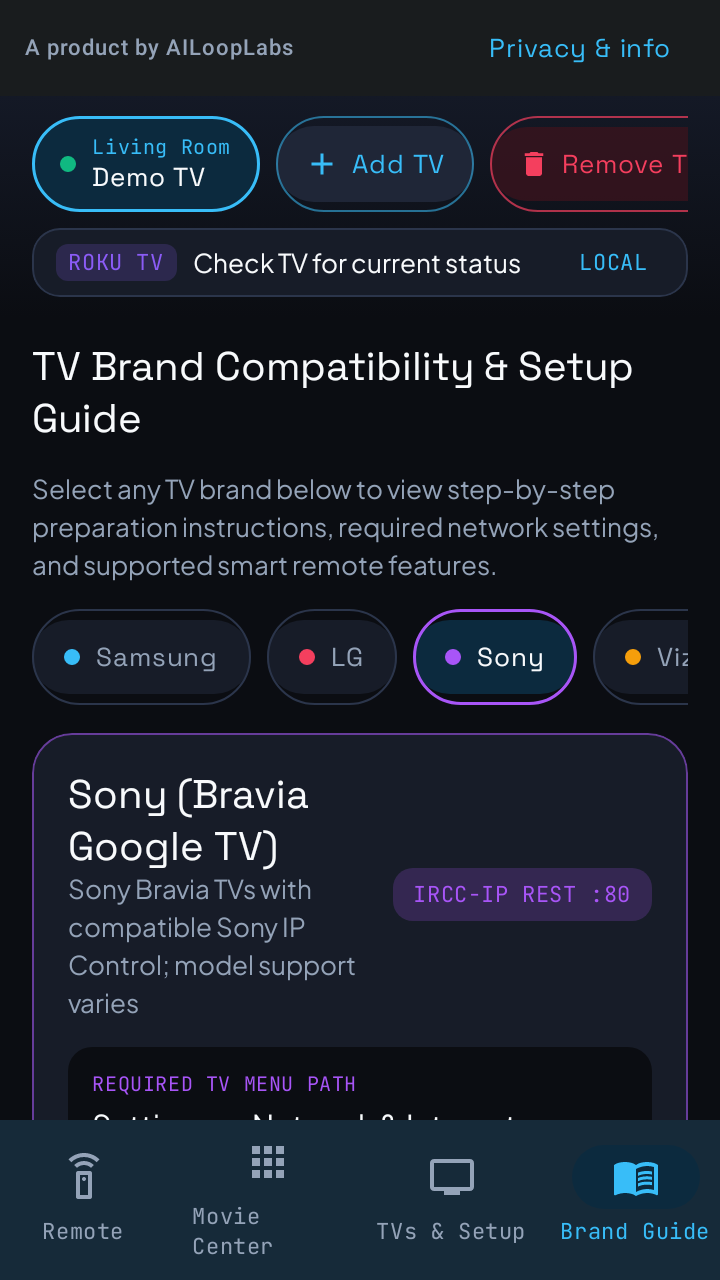 A product by AILoopLabs
Privacy & info
Living Room
Demo TV
Add TV
Remove T
ROKU TV
Check TV for current status
LOCAL
TV Brand Compatibility & Setup
Guide
Select any TV brand below to view step-by-step
preparation instructions, required network settings,
and supported smart remote features.
Samsung
LG
Sony
Viz
Sony (Bravia
Google TV)
Sony Bravia TVs with
compatible Sony IP
Control; model support
varies
IRCC-IP REST :80
REQUIRED TV MENU PATH
Remote
Movie
Center
TVs & Setup
Brand Guide